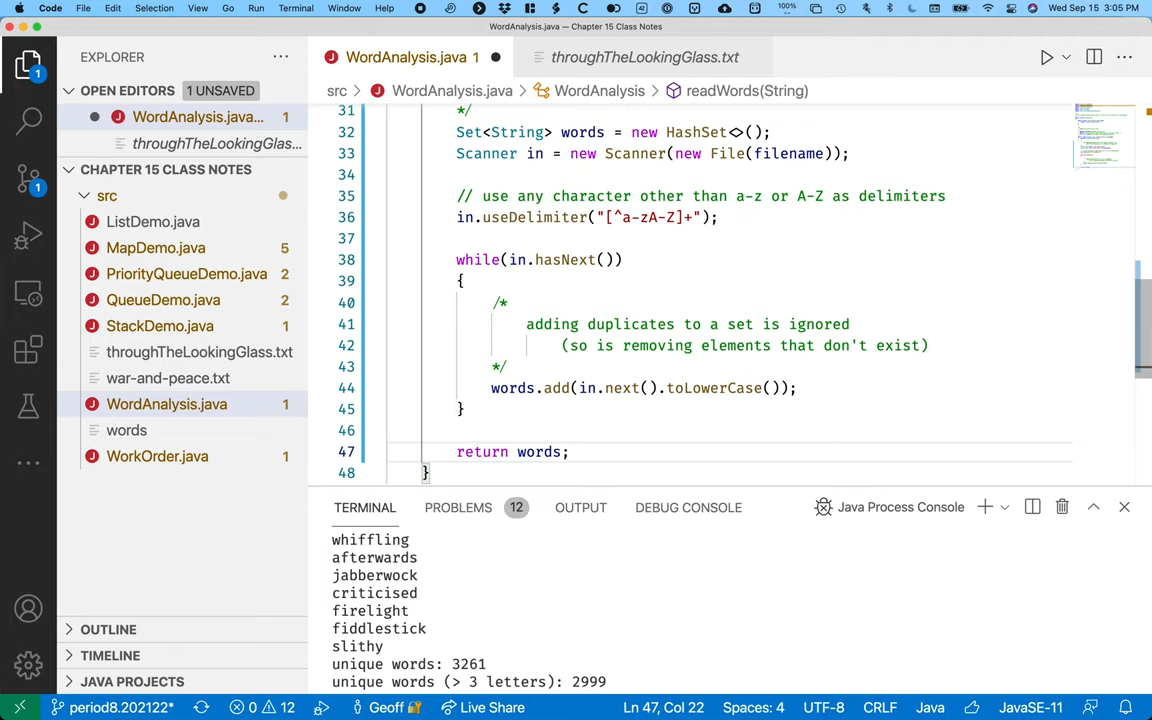 Code File Edit Selection View Go Run Terminal Window Help 100% Wed Sep 15 3:05 PM
WordAnalysis.java — Chapter 15 Class Notes
EXPLORER
OPEN EDITORS 1 UNSAVED
WordAnalysis.java... 1
throughTheLookingGlas...
CHAPTER 15 CLASS NOTES
src
ListDemo.java
MapDemo.java 5
PriorityQueueDemo.java 2
QueueDemo.java 2
StackDemo.java 1
throughTheLookingGlass.txt
war-and-peace.txt
WordAnalysis.java 1
words
WorkOrder.java 1
OUTLINE
TIMELINE
JAVA PROJECTS
1
1
WordAnalysis.java 1
throughTheLookingGlass.txt
src > WordAnalysis.java > WordAnalysis > readWords(String)
31 */
32 Set<String> words = new HashSet<>();
33 Scanner in = new Scanner(new File(filename));
34
35 // use any character other than a-z or A-Z as delimiters
36 in.useDelimiter("[^a-zA-Z]+");
37
38 while(in.hasNext())
39 {
40 /*
41 adding duplicates to a set is ignored
42 (so is removing elements that don't exist)
43 */
44 words.add(in.next().toLowerCase());
45 }
46
47 return words;
48 }
TERMINAL PROBLEMS 12 OUTPUT DEBUG CONSOLE Java Process Console
whiffling
afterwards
jabberwock
criticised
firelight
fiddlestick
slithy
unique words: 3261
unique words (> 3 letters): 2999
period8.202122* 0 12 Geoff Live Share Ln 47, Col 22 Spaces: 4 UTF-8 CRLF Java JavaSE-11